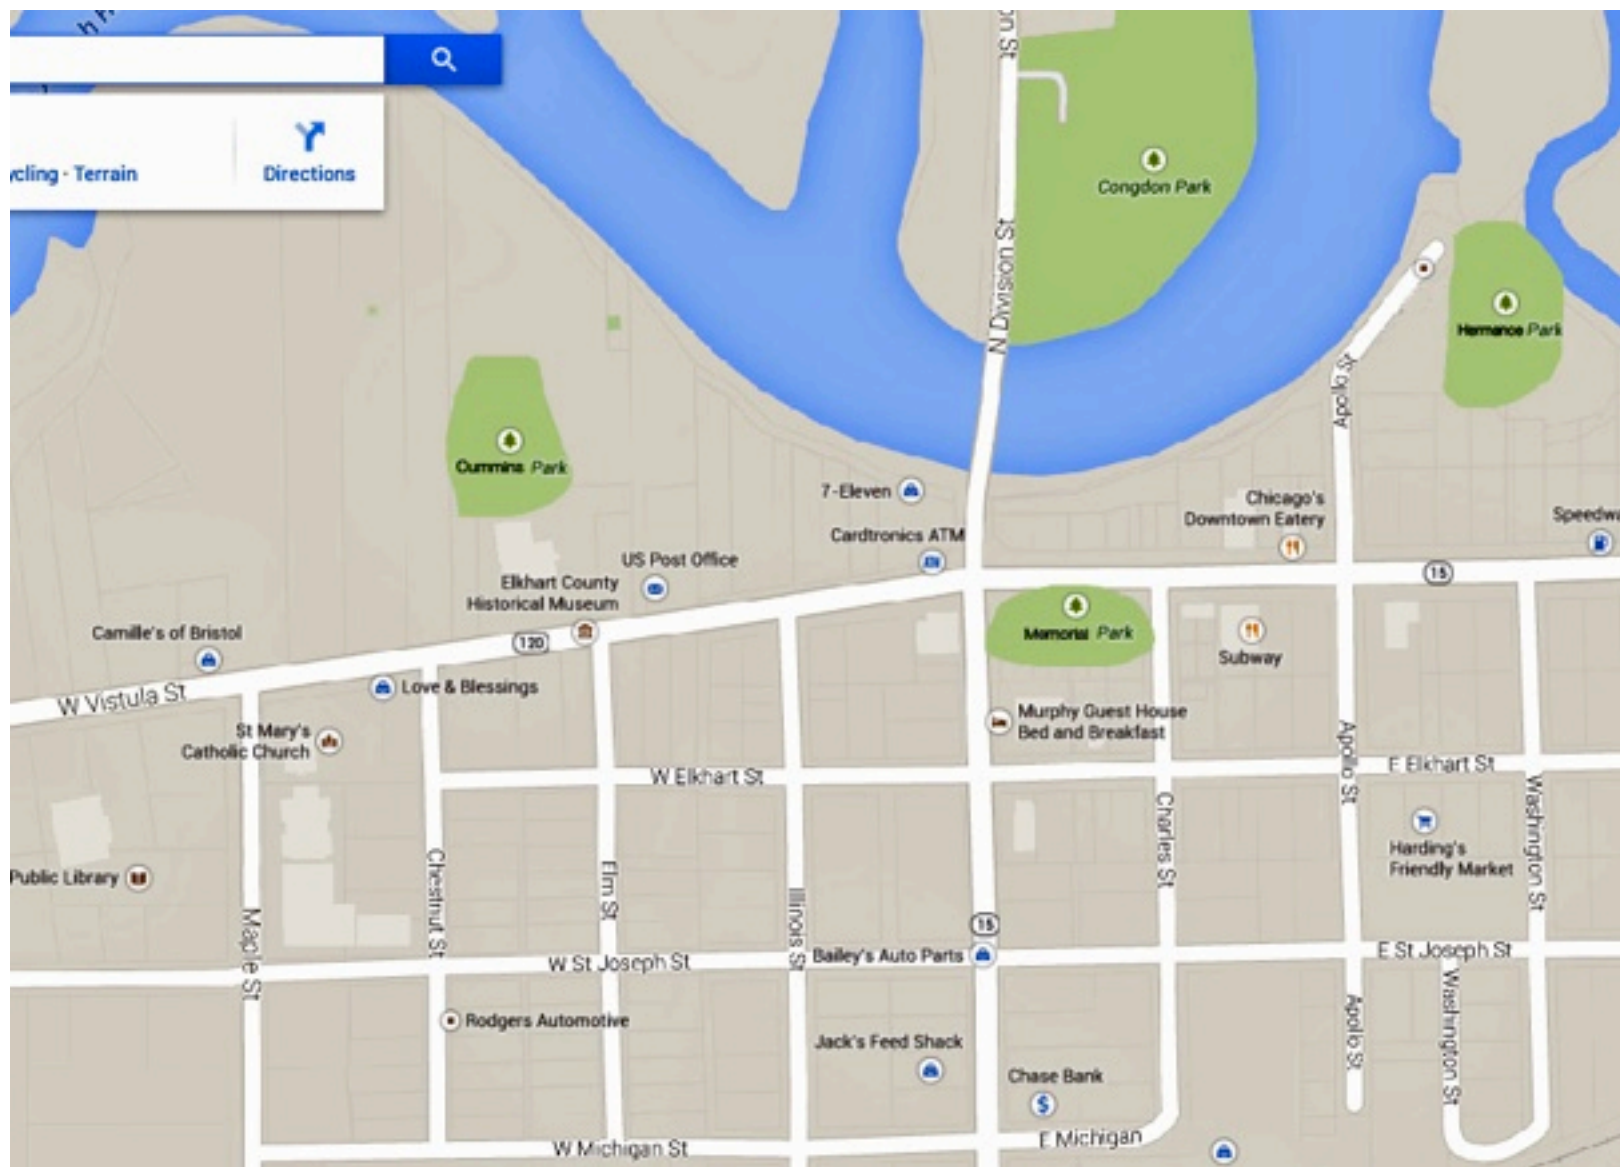 on St
ycling · Terrain
Directions
Congdon Park
N Division St
Hermance Park
Apollo St
Cummins Park
7-Eleven
Cardtronics ATM
Chicago's
Downtown Eatery
US Post Office
Elkhart County
Historical Museum
15
120
Camille's of Bristol
Memorial Park
Subway
W Vistula St
Love & Blessings
St Mary's
Catholic Church
Murphy Guest House
Bed and Breakfast
W Elkhart St
E Elkhart St
Apollo St
Charles St
Washington St
Harding's
Friendly Market
Public Library
Maple St
Chestnut St
Elm St
Illinois St
15
W St Joseph St
Bailey's Auto Parts
E St Joseph St
Rodgers Automotive
Jack's Feed Shack
Apollo St
Washington St
Chase Bank
$
W Michigan St
E Michigan